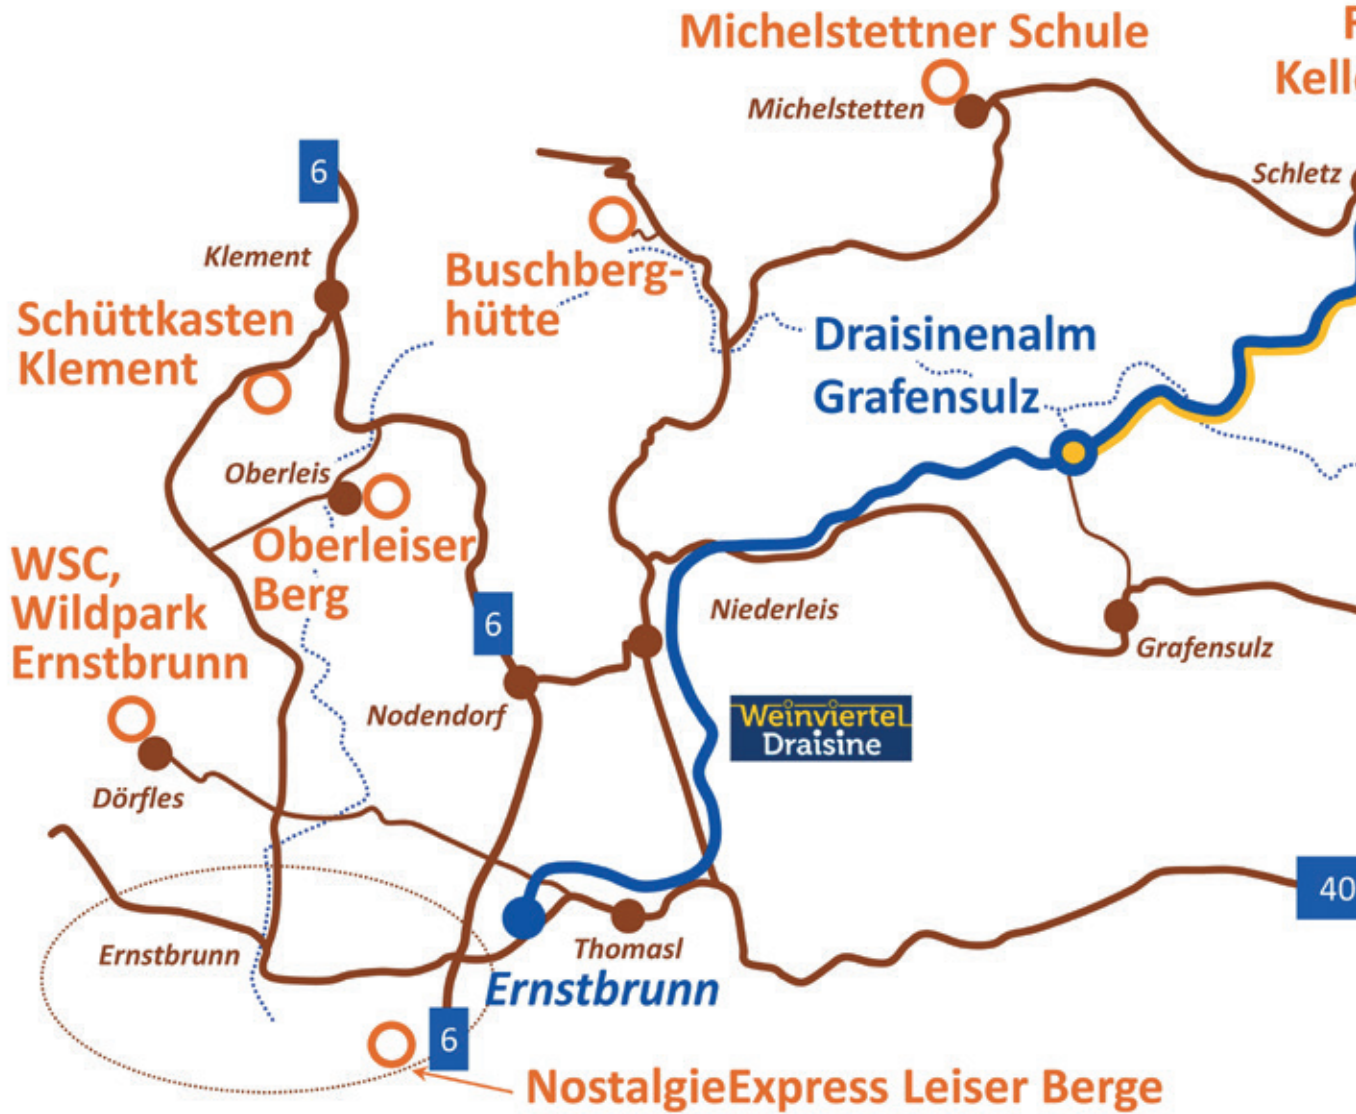 Michelstettner Schule
Michelstetten
Schletz
6
Klement
Buschberg-
hütte
Schüttkasten
Klement
Draisinenalm
Grafensulz
Oberleis
Oberleiser
Berg
WSC,
Wildpark
Ernstbrunn
6
Niederleis
Grafensulz
Nodendorf
Weinviertel
Draisine
Dörfles
40
Ernstbrunn
Thomasl
Ernstbrunn
6
NostalgieExpress Leiser Berge